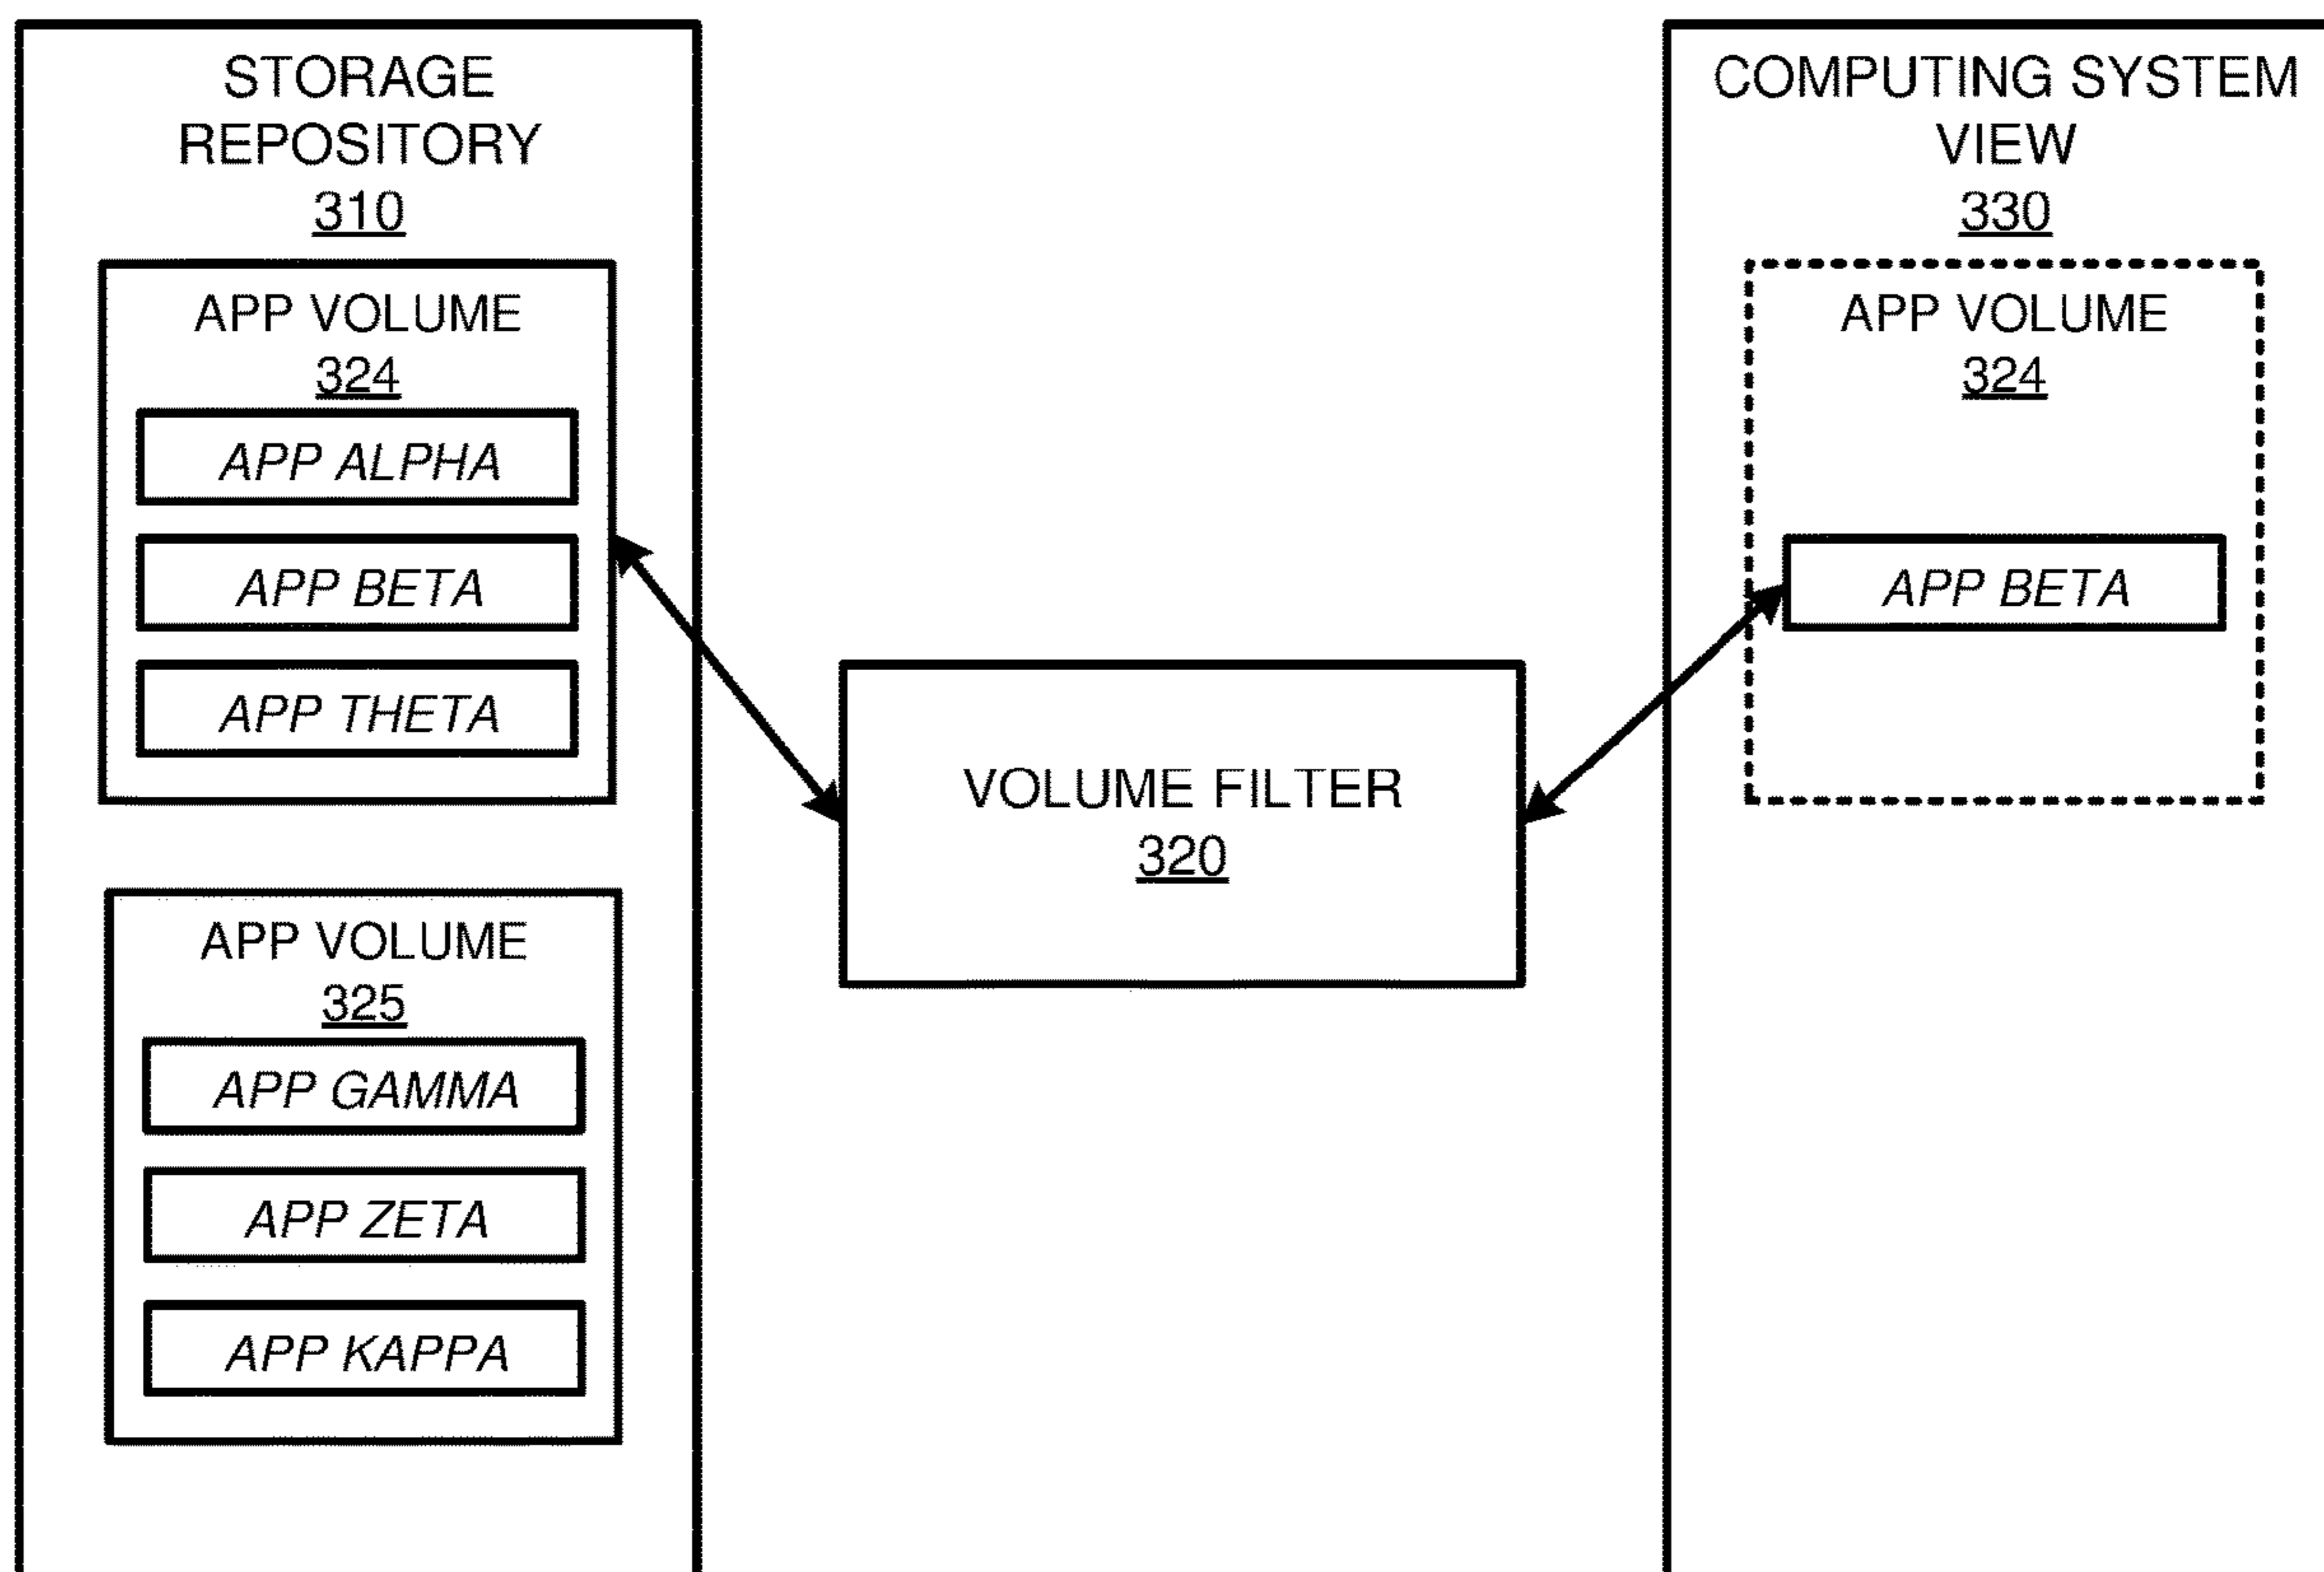 STORAGE
REPOSITORY
310
APP VOLUME
324
APP ALPHA
APP BETA
APP THETA
APP VOLUME
325
APP GAMMA
APP ZETA
APP KAPPA
VOLUME FILTER
320
COMPUTING SYSTEM
VIEW
330
APP VOLUME
324
APP BETA